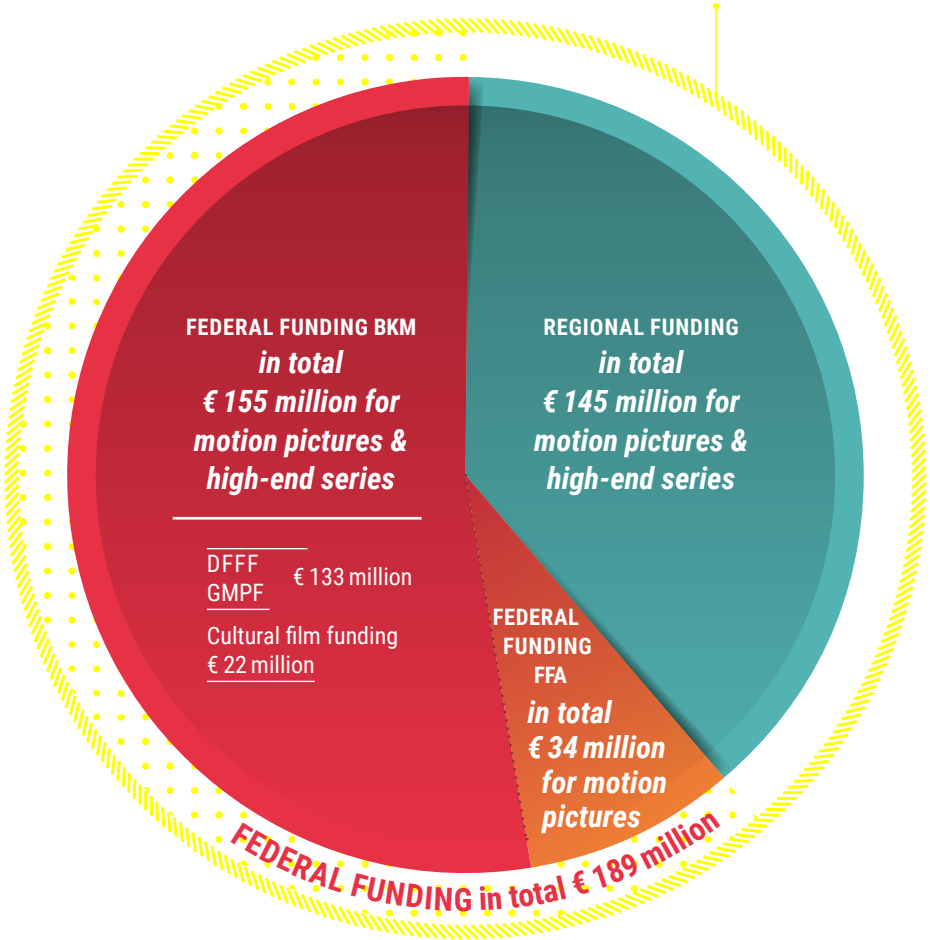 FEDERAL FUNDING BKM
in total
€ 155 million for
motion pictures &
high-end series
DFFF
GMPF
€ 133 million
Cultural film funding
€ 22 million
REGIONAL FUNDING
in total
€ 145 million for
motion pictures &
high-end series
FEDERAL
FUNDING
FFA
in total
€ 34 million
for motion
pictures
FEDERAL FUNDING in total € 189 million